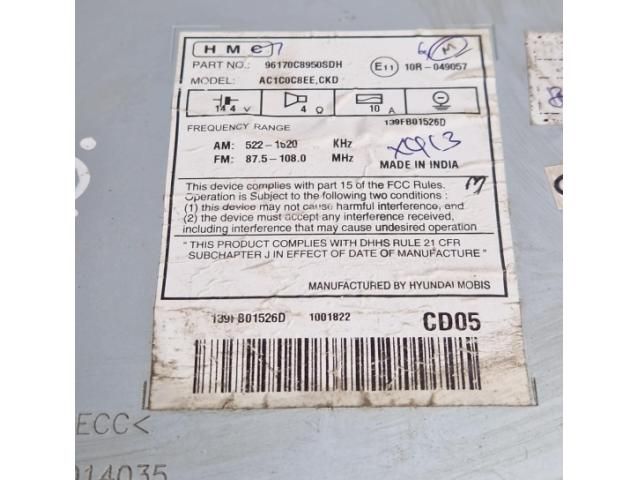 HMC
M
PART NO.: 96170C8950SDH
E11 10R-049057
MODEL: AC1C0C8EE,CKD
14.4 V
4 Ω
10 A
139FB01526D
FREQUENCY RANGE
AM: 522-1620 KHz
FM: 87.5-108.0 MHz
MADE IN INDIA
This device complies with part 15 of the FCC Rules.
Operation is Subject to the following two conditions :
(1) this device may not cause harmful interference, and
(2) the device must accept any interference received,
including interference that may cause undesired operation
"THIS PRODUCT COMPLIES WITH DHHS RULE 21 CFR
SUBCHAPTER J IN EFFECT OF DATE OF MANUFACTURE"
MANUFACTURED BY HYUNDAI MOBIS
139FB01526D 1001822 CD05
ECC<
014035